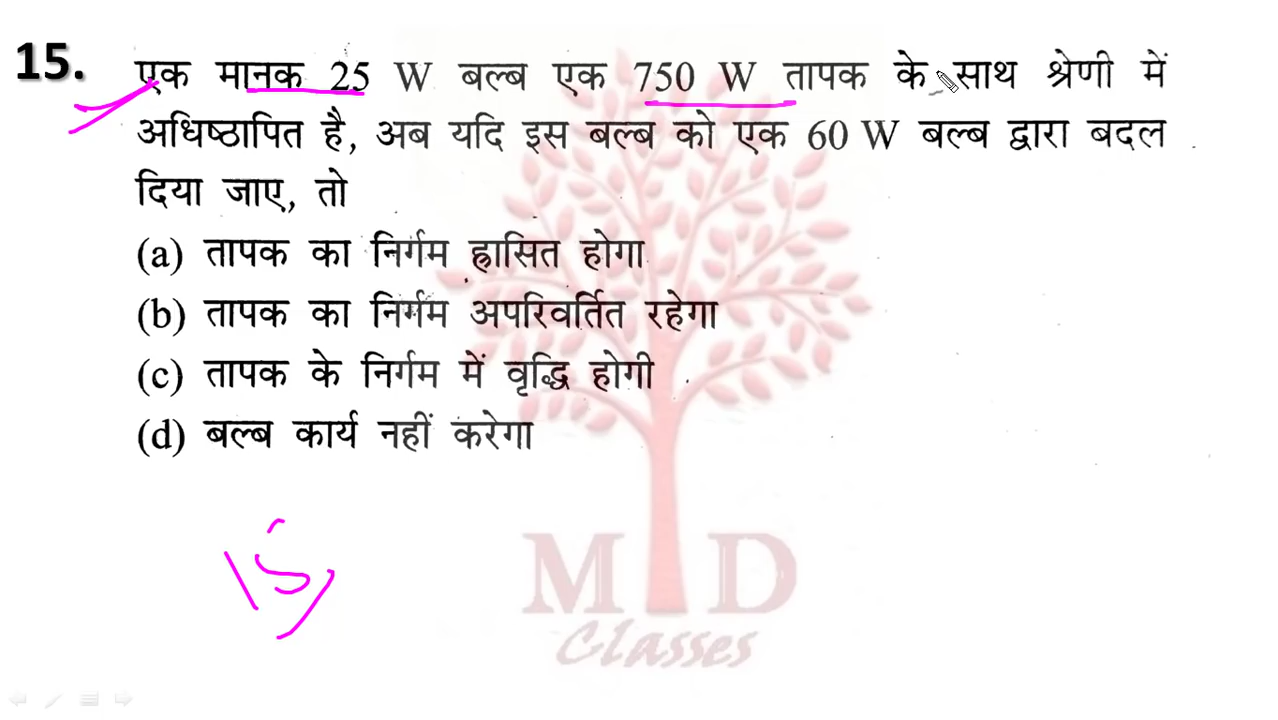 15.
एक मानक 25 W बल्ब एक 750 W तापक के साथ श्रेणी में
अधिष्ठापित है, अब यदि इस बल्ब को एक 60 W बल्ब द्वारा बदल
दिया जाए, तो
(a) तापक का निर्गम ह्रासित होगा
(b) तापक का निर्गम अपरिवर्तित रहेगा
(c) तापक के निर्गम में वृद्धि होगी
(d) बल्ब कार्य नहीं करेगा
M D
Classes